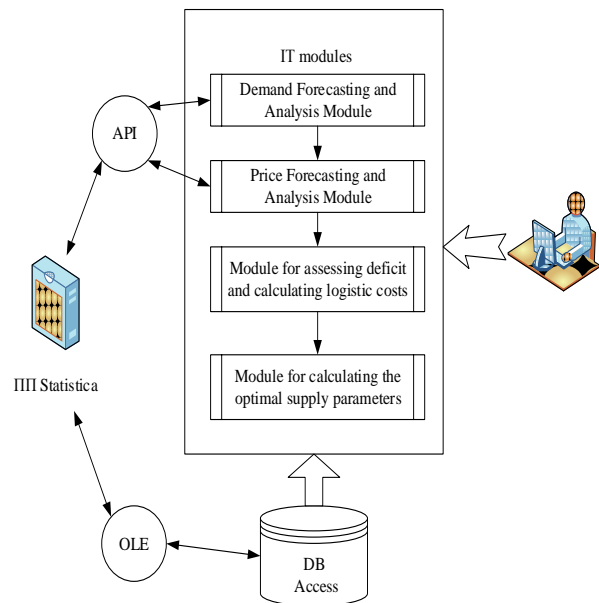 IT modules
Demand Forecasting and
Analysis Module
API
Price Forecasting and
Analysis Module
Module for assessing deficit
and calculating logistic costs
ПП Statistica
Module for calculating the
optimal supply parameters
OLE
DB
Access